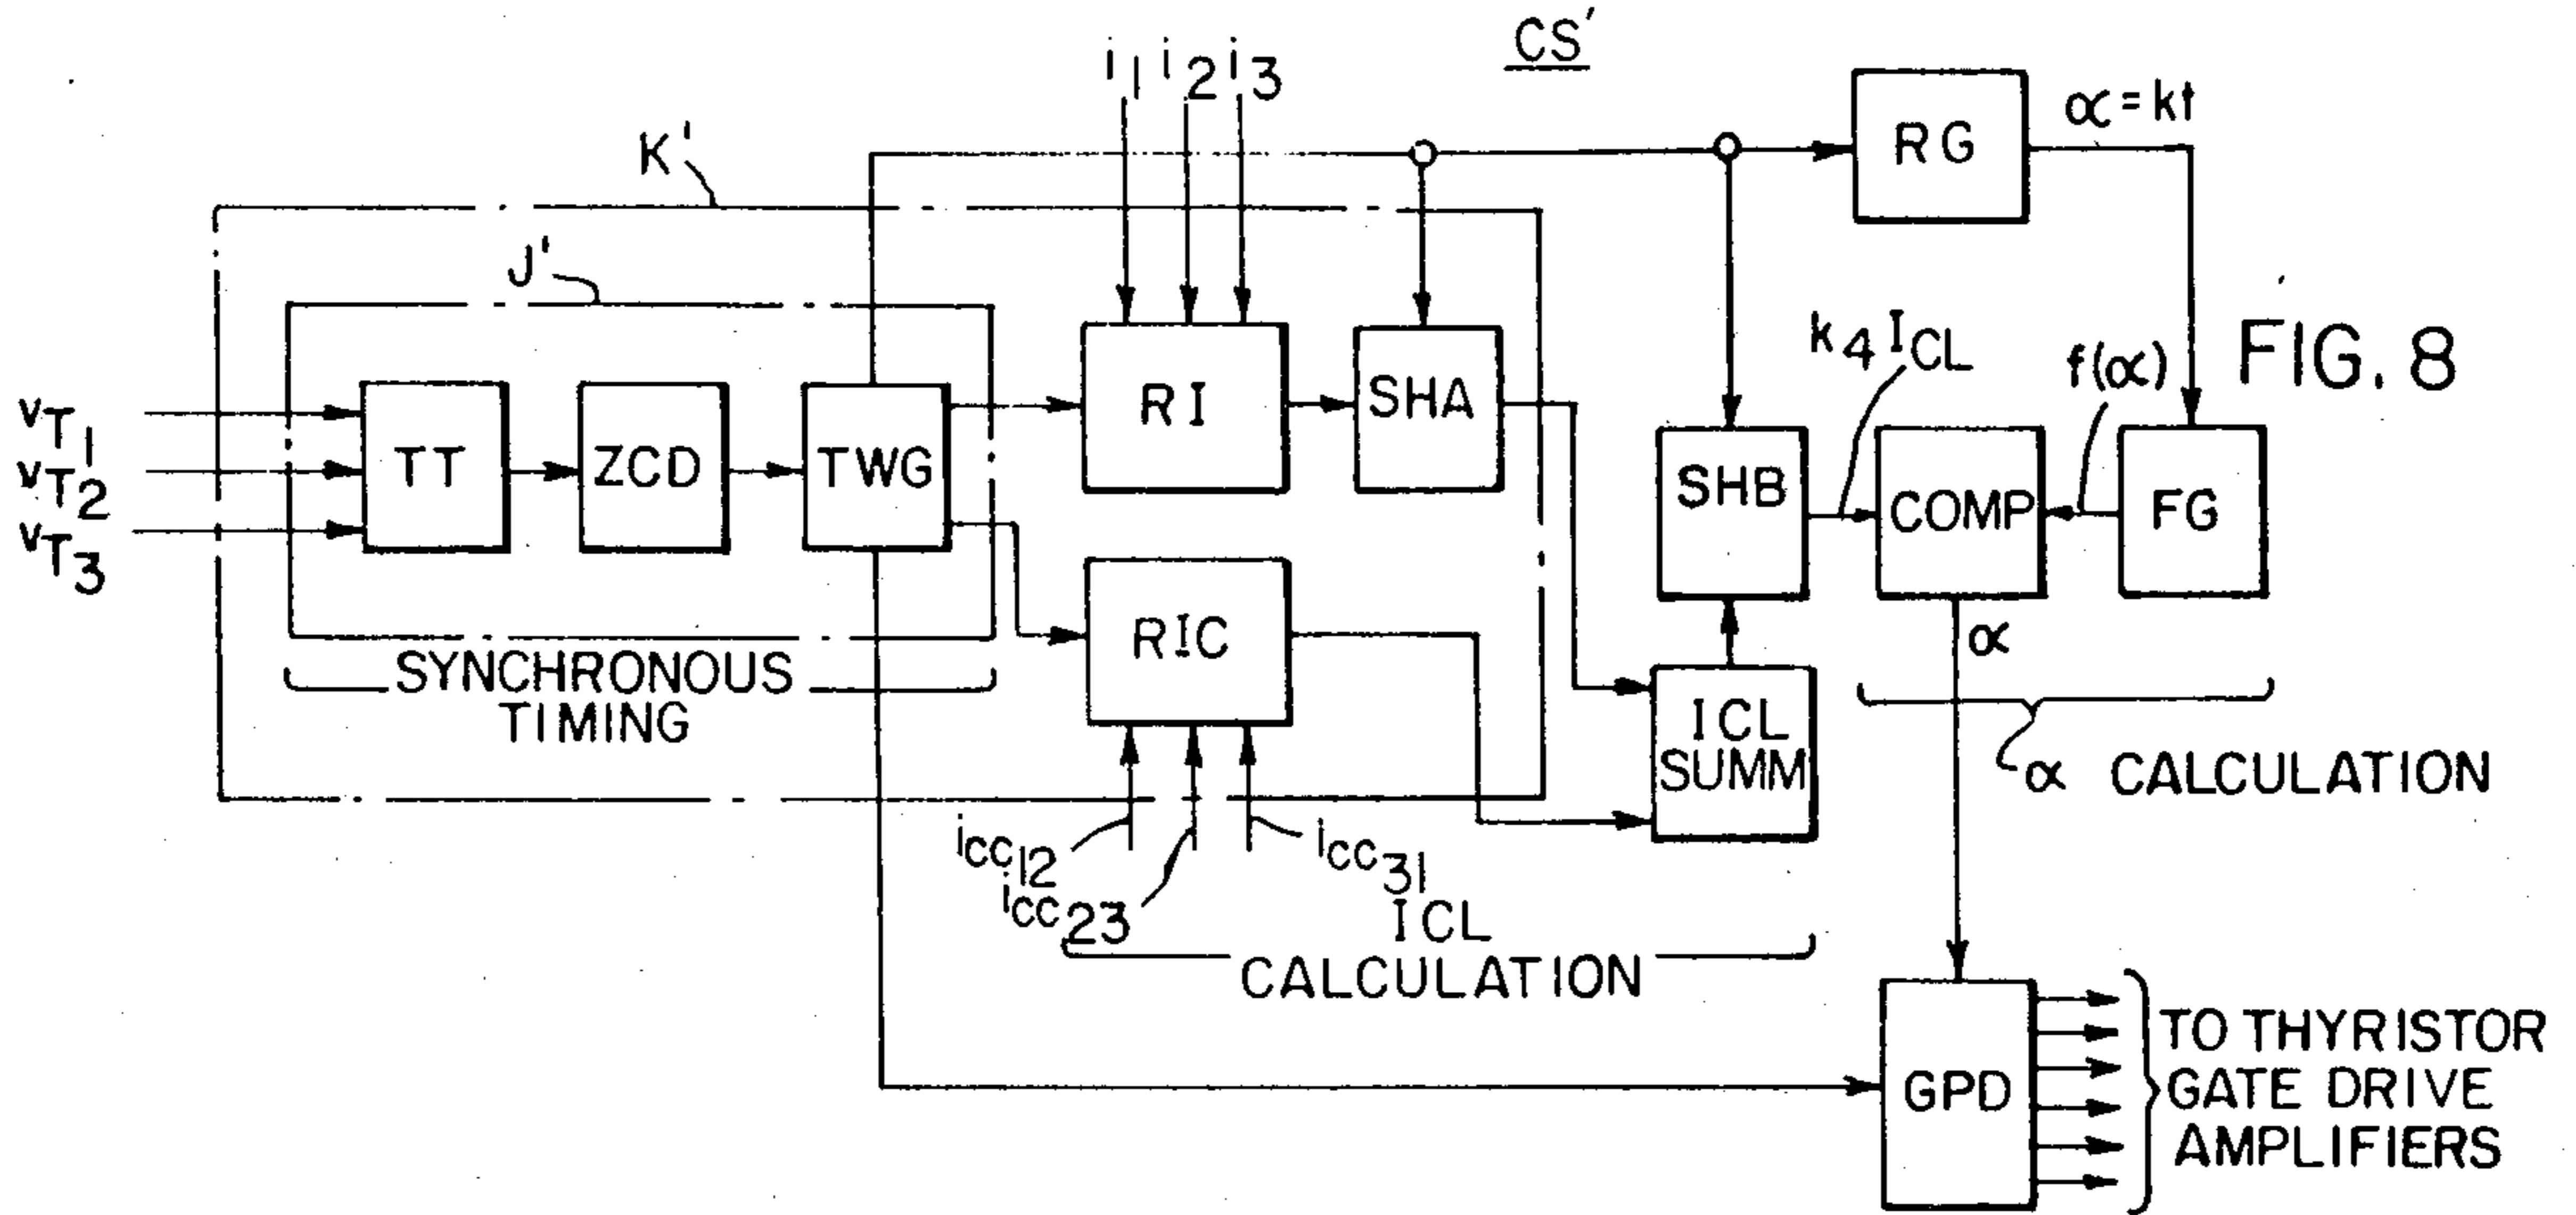 CS'
i1 i2 i3
K'
RG
α = kt
J'
FIG. 8
k4 ICL
f(α)
vT1
vT2
vT3
TT
ZCD
TWG
RI
SHA
SHB
COMP
FG
RIC
α
SYNCHRONOUS
TIMING
ICL
SUMM
α CALCULATION
icc12
icc23
icc31
ICL
CALCULATION
GPD
TO THYRISTOR
GATE DRIVE
AMPLIFIERS